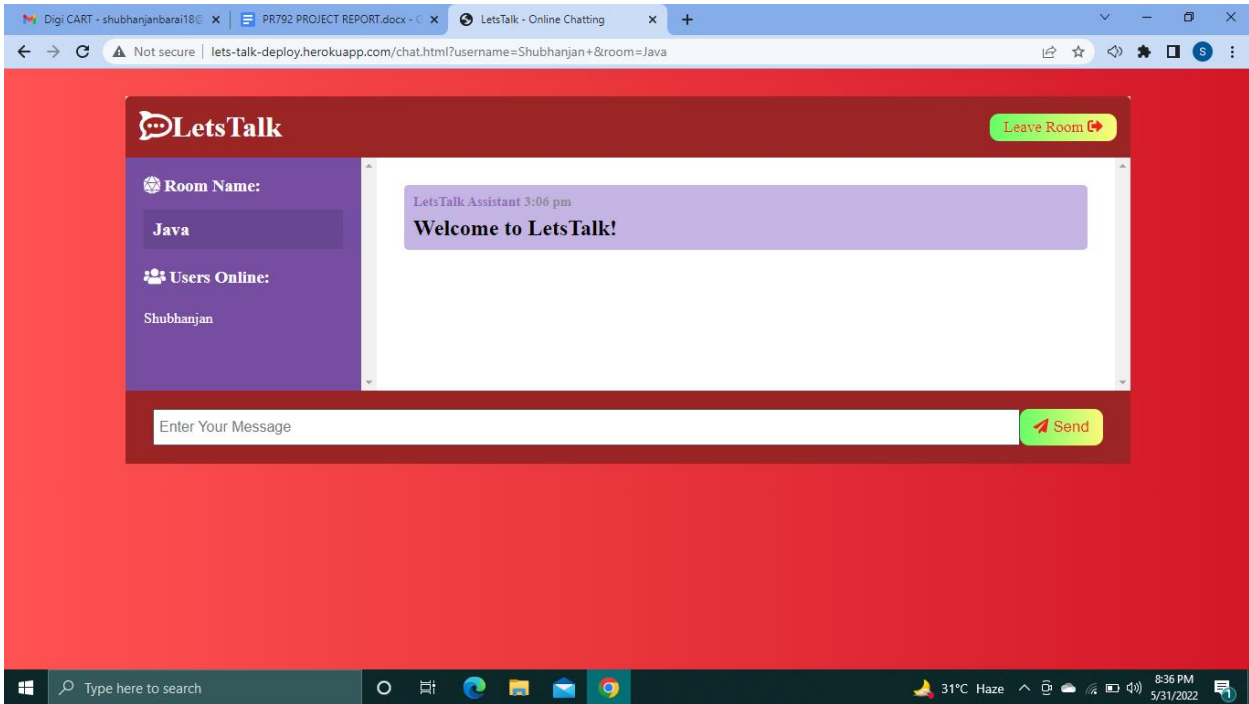 Digi CART - shubhanjanbarai18@
PR792 PROJECT REPORT.docx - G
LetsTalk - Online Chatting
Not secure
lets-talk-deploy.herokuapp.com/chat.html?username=Shubhanjan+&room=Java
S
LetsTalk
Leave Room
Room Name:
Java
Users Online:
Shubhanjan
LetsTalk Assistant 3:06 pm
Welcome to LetsTalk!
Enter Your Message
Send
Type here to search
31°C Haze
8:36 PM
5/31/2022
1